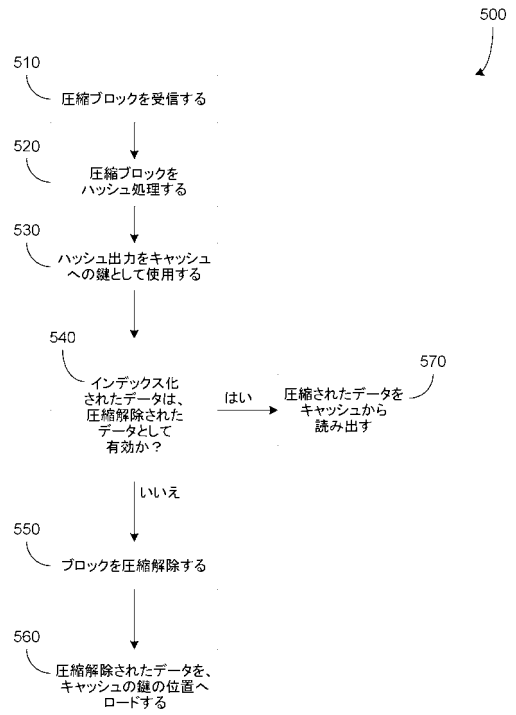 500
510
圧縮ブロックを受信する
520
圧縮ブロックを
ハッシュ処理する
530
ハッシュ出力をキャッシュ
への鍵として使用する
540
インデックス化
されたデータは、
圧縮解除された
データとして
有効か?
はい
570
圧縮されたデータを
キャッシュから
読み出す
いいえ
550
ブロックを圧縮解除する
560
圧縮解除されたデータを、
キャッシュの鍵の位置へ
ロードする